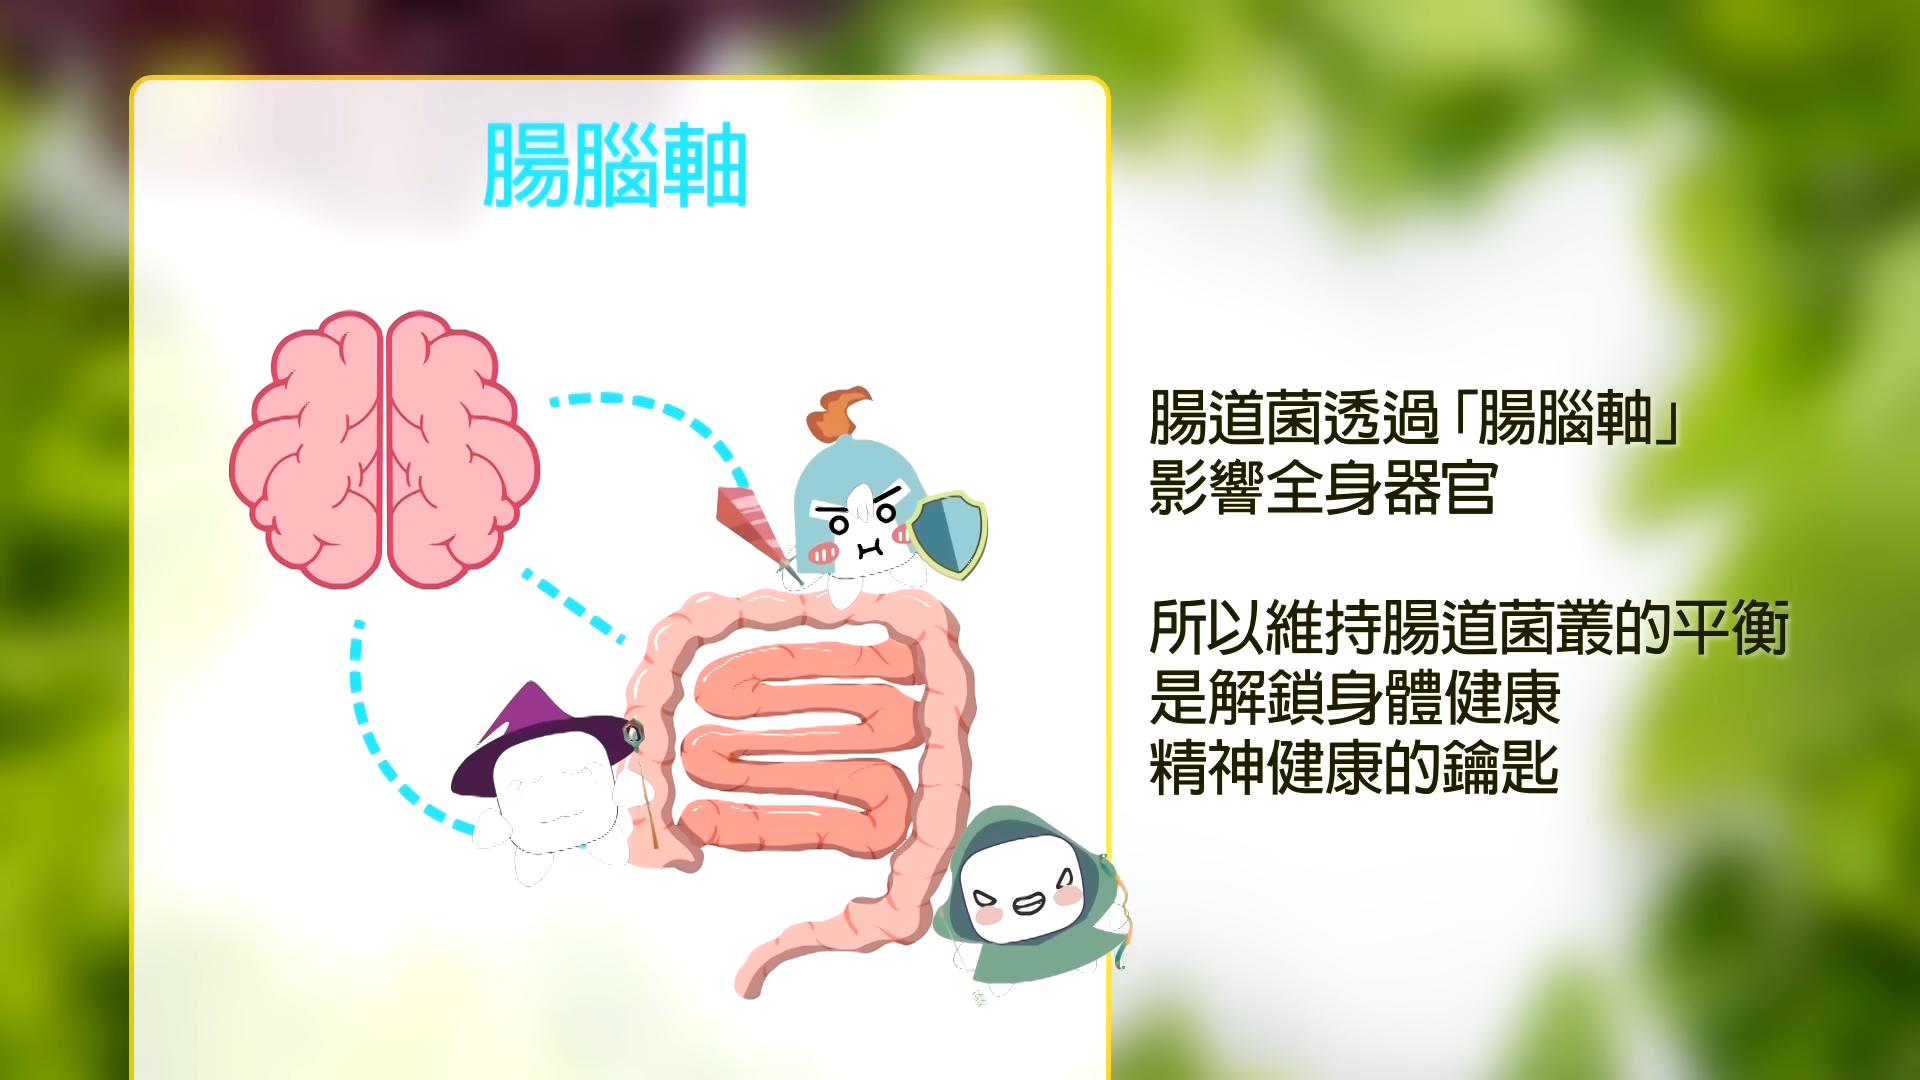 腸腦軸
腸道菌透過「腸腦軸」
影響全身器官
所以維持腸道菌叢的平衡
是解鎖身體健康
精神健康的鑰匙